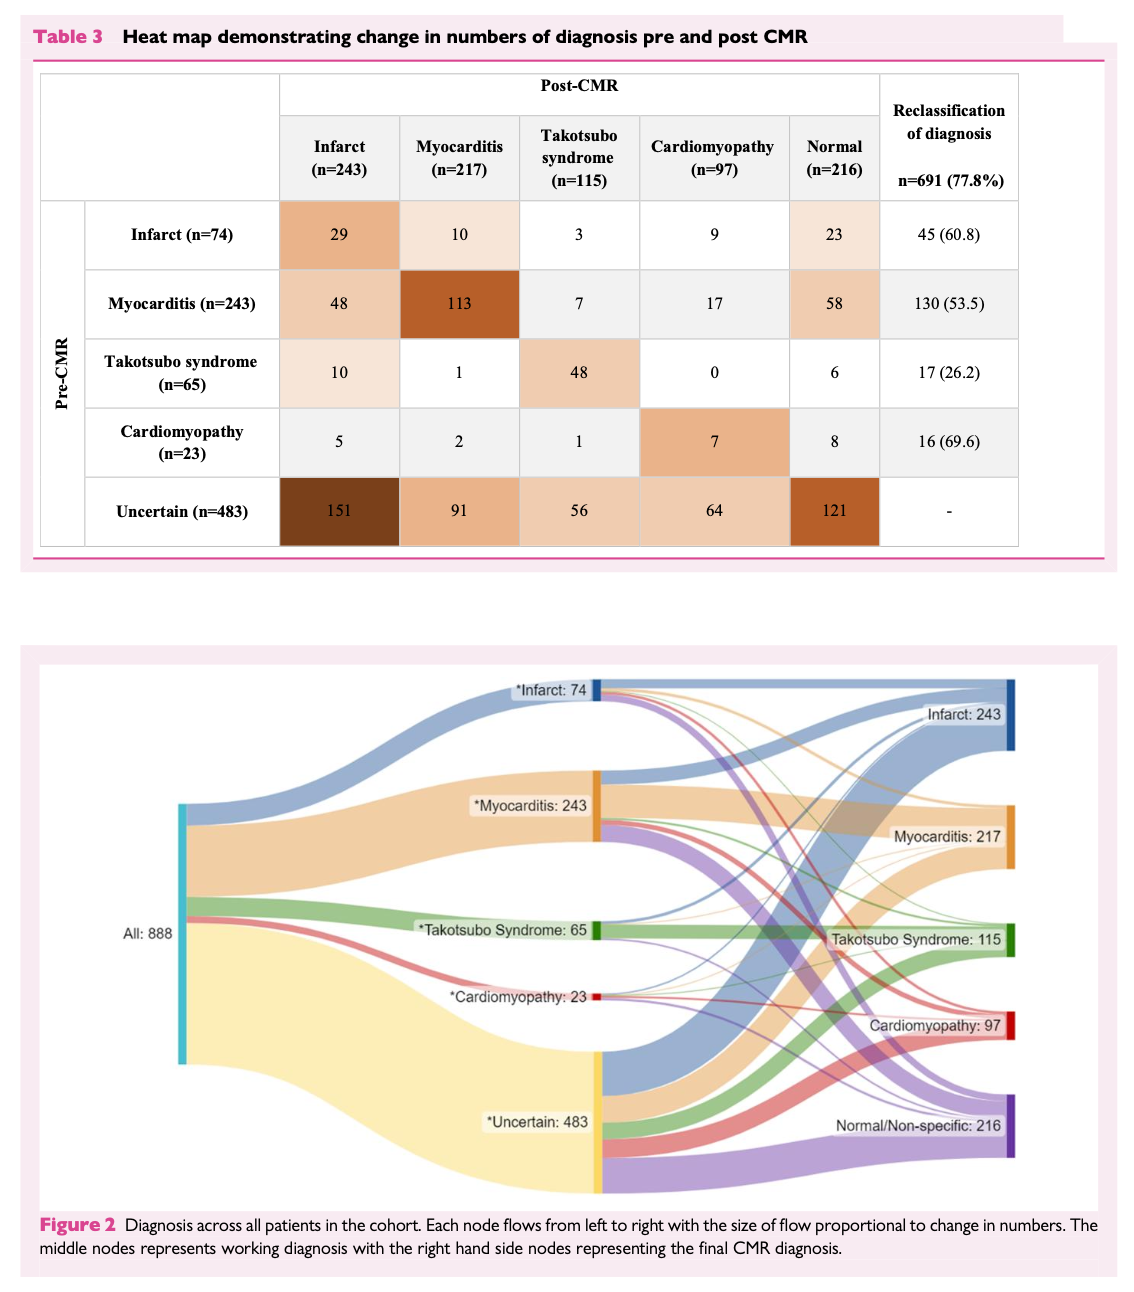 Table 3 Heat map demonstrating change in numbers of diagnosis pre and post CMR
Post-CMR
Reclassification
of diagnosis
n=691 (77.8%)
Infarct
(n=243)
Myocarditis
(n=217)
Takotsubo
syndrome
(n=115)
Cardiomyopathy
(n=97)
Normal
(n=216)
Pre-CMR
Infarct (n=74) 29 10 3 9 23 45 (60.8)
Myocarditis (n=243) 48 113 7 17 58 130 (53.5)
Takotsubo syndrome
(n=65) 10 1 48 0 6 17 (26.2)
Cardiomyopathy
(n=23) 5 2 1 7 8 16 (69.6)
Uncertain (n=483) 151 91 56 64 121 -
All: 888
*Infarct: 74
*Myocarditis: 243
*Takotsubo Syndrome: 65
*Cardiomyopathy: 23
*Uncertain: 483
Infarct: 243
Myocarditis: 217
Takotsubo Syndrome: 115
Cardiomyopathy: 97
Normal/Non-specific: 216
Figure 2 Diagnosis across all patients in the cohort. Each node flows from left to right with the size of flow proportional to change in numbers. The
middle nodes represents working diagnosis with the right hand side nodes representing the final CMR diagnosis.